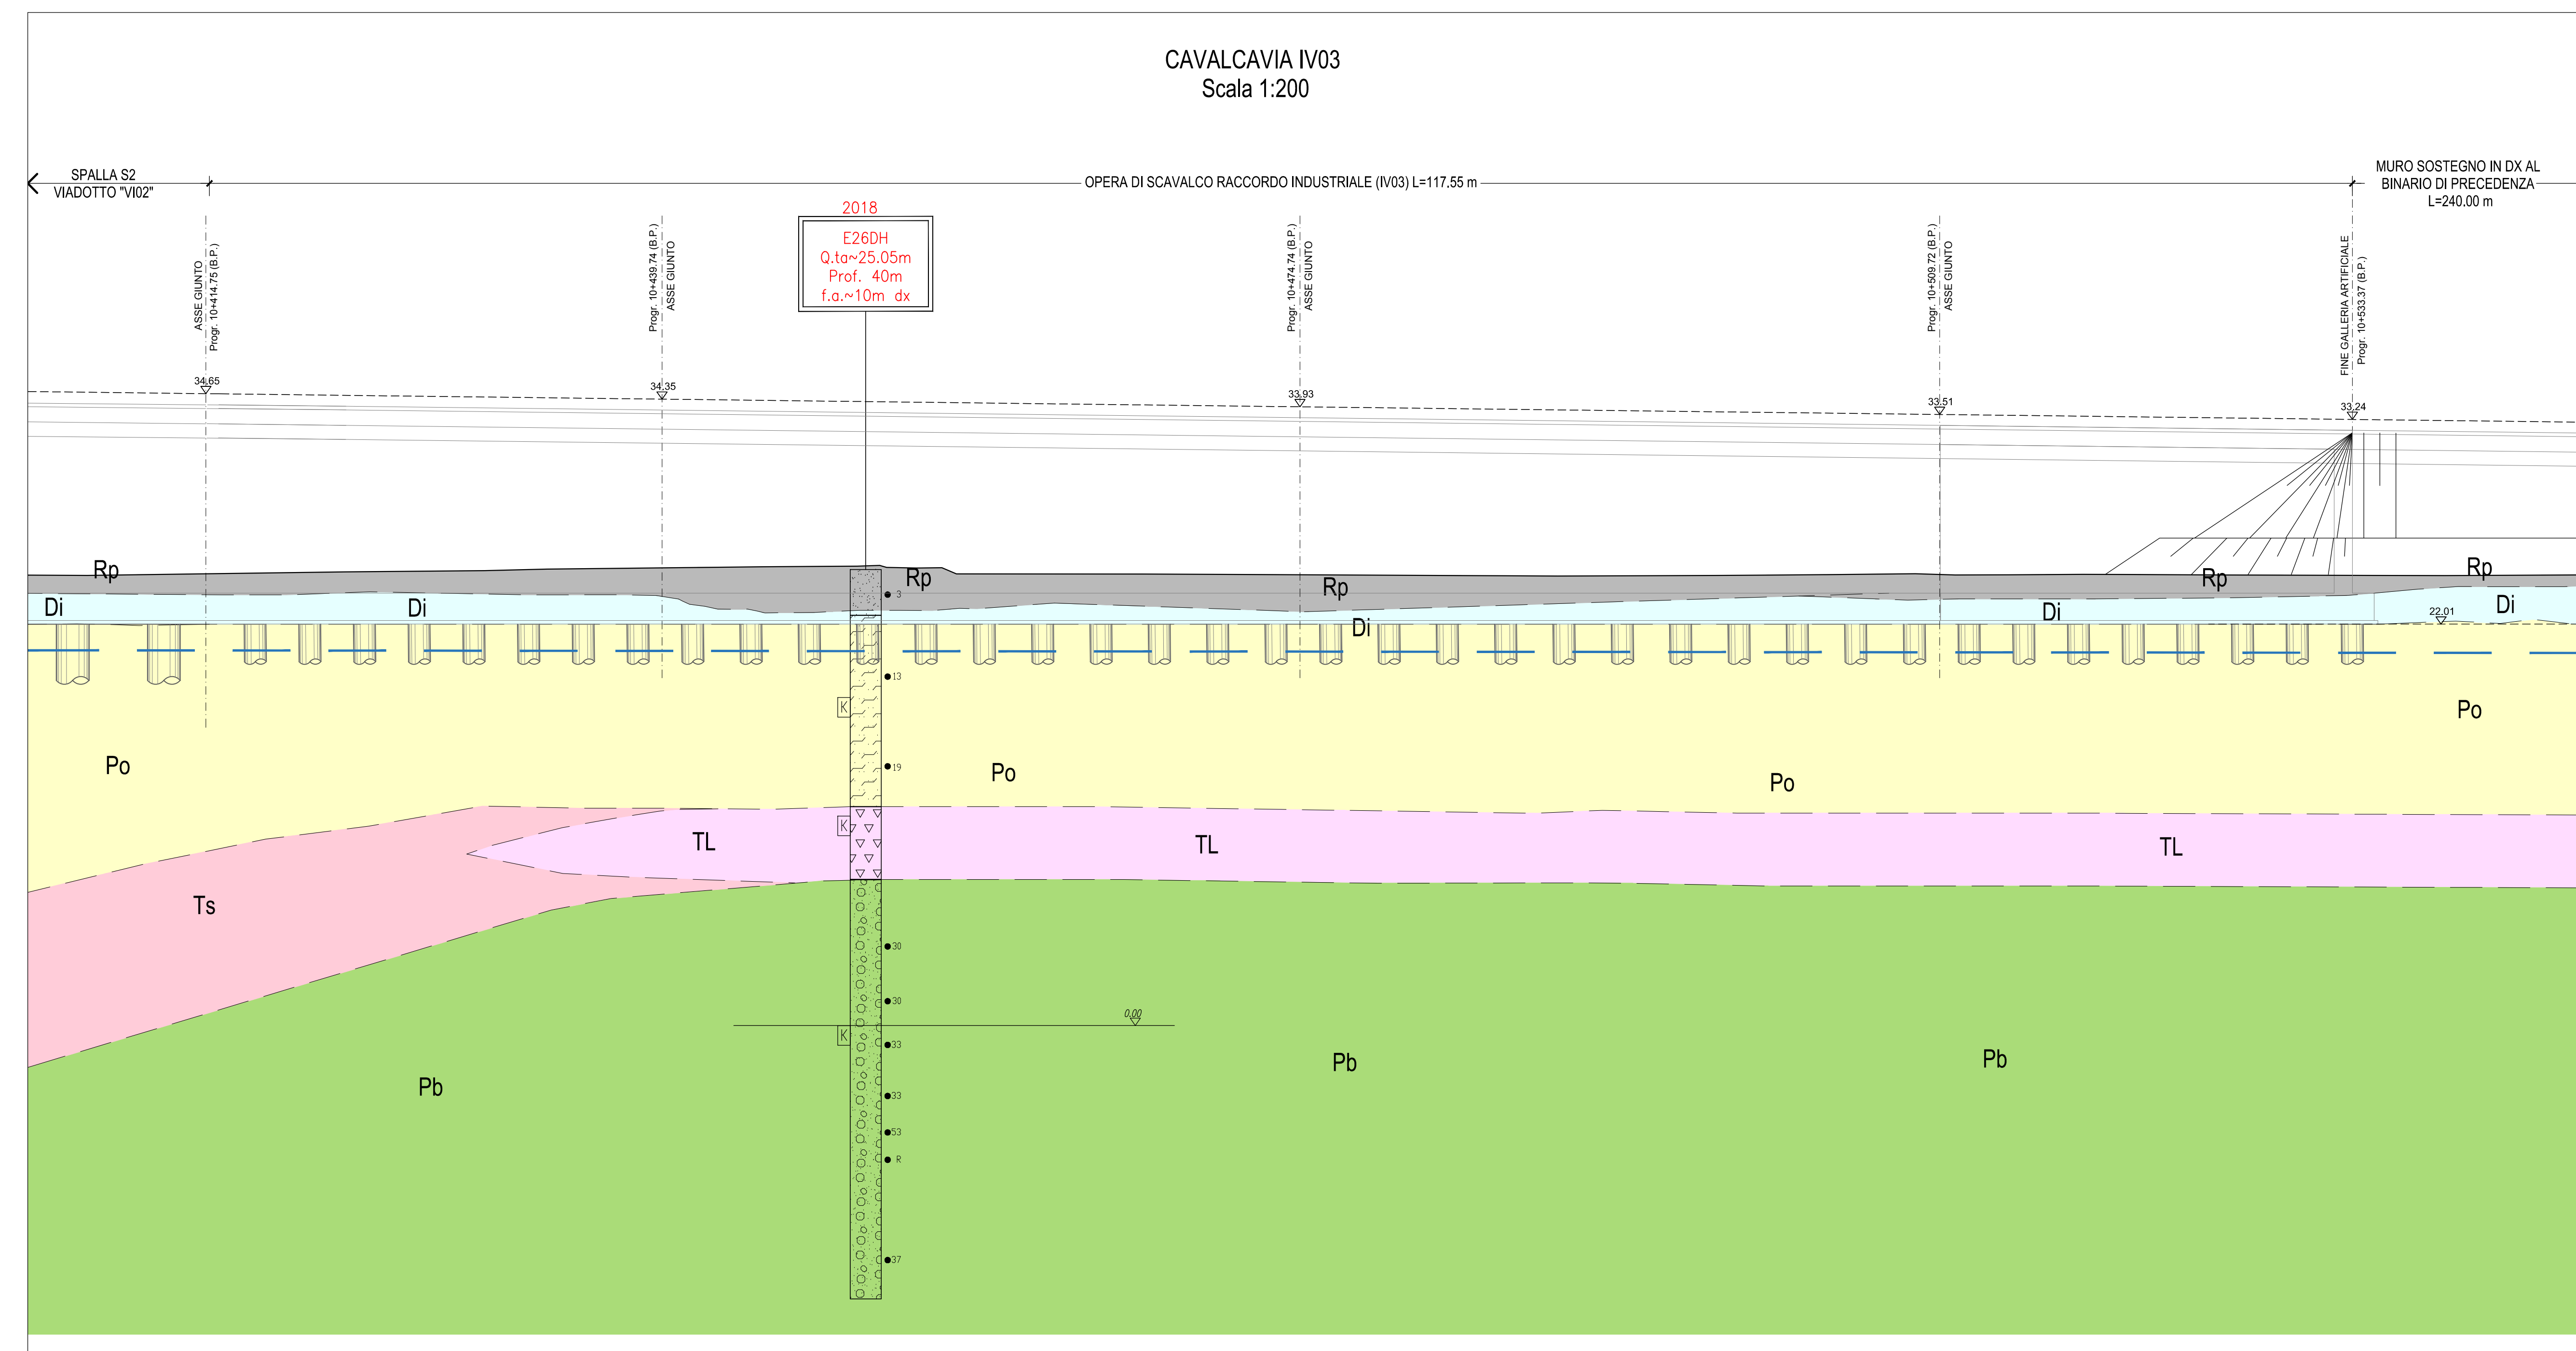 CAVALCAVIA IV03
Scala 1:200
SPALLA S2
VIADOTTO "VI02"
OPERA DI SCAVALCO RACCORDO INDUSTRIALE (IV03) L=117.55 m
MURO SOSTEGNO IN DX AL
BINARIO DI PRECEDENZA
L=240.00 m
2018
E26DH
Q.ta~25.05m
Prof. 40m
f.a.~10m dx
ASSE GIUNTO
Progr. 10+414.75 (B.P.)
Progr. 10+439.74 (B.P.)
ASSE GIUNTO
Progr. 10+474.74 (B.P.)
ASSE GIUNTO
Progr. 10+509.72 (B.P.)
ASSE GIUNTO
FINE GALLERIA ARTIFICIALE
Progr. 10+533.37 (B.P.)
34.65
34.35
33.93
33.51
33.24
Rp
Rp
Rp
Rp
Rp
Di
Di
Di
Di
Di
22.01
3
13
K
19
Po
Po
Po
Po
K
TL
TL
TL
Ts
30
30
0.00
K
33
Pb
Pb
Pb
33
53
R
37